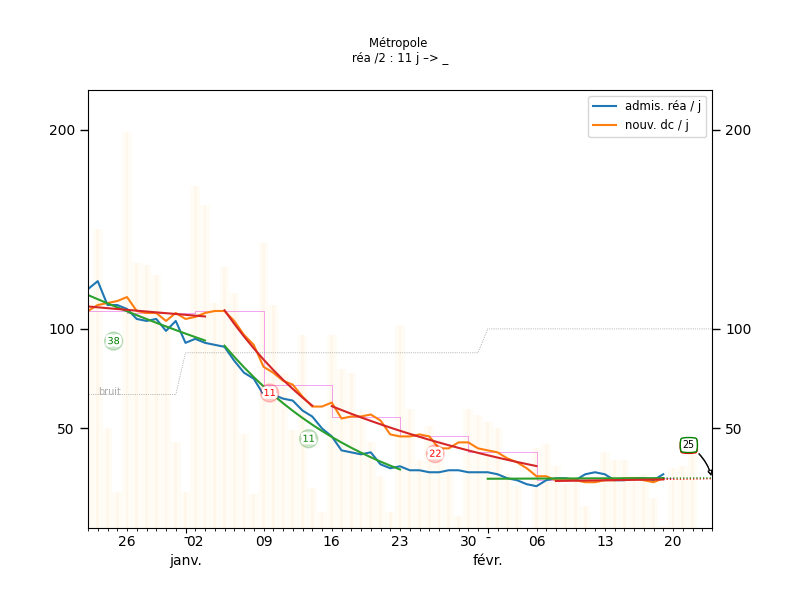 Métropole
réa /2 : 11 j –> _
admis. réa / j
nouv. dc / j
200
200
100
100
38
bruit
11
11
22
25
50
50
26
02
09
16
23
30
06
13
20
janv.
févr.